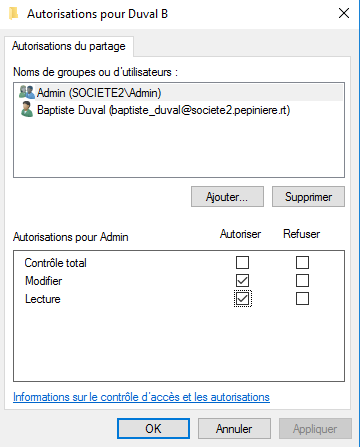 Autorisations pour Duval B
Autorisations du partage
Noms de groupes ou d'utilisateurs :
Admin (SOCIETE2\Admin)
Baptiste Duval (baptiste_duval@societe2.pepiniere.rt)
Ajouter... Supprimer
Autorisations pour Admin Autoriser Refuser
Contrôle total
Modifier
Lecture
Informations sur le contrôle d'accès et les autorisations
OK Annuler Appliquer